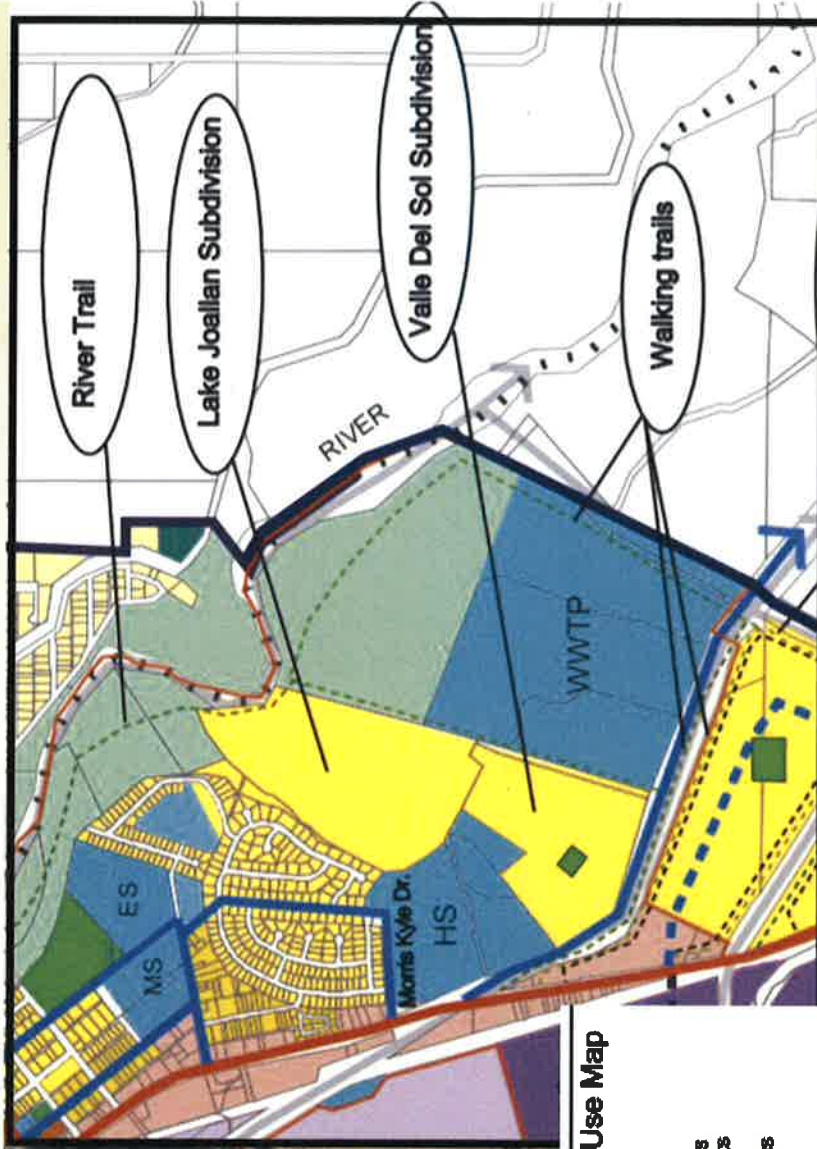 River Trail
Lake Joallan Subdivision
Valle Del Sol Subdivision
RIVER
Walking trails
WWTP
ES
MS
Morris Kyle Dr.
HS
Use Map